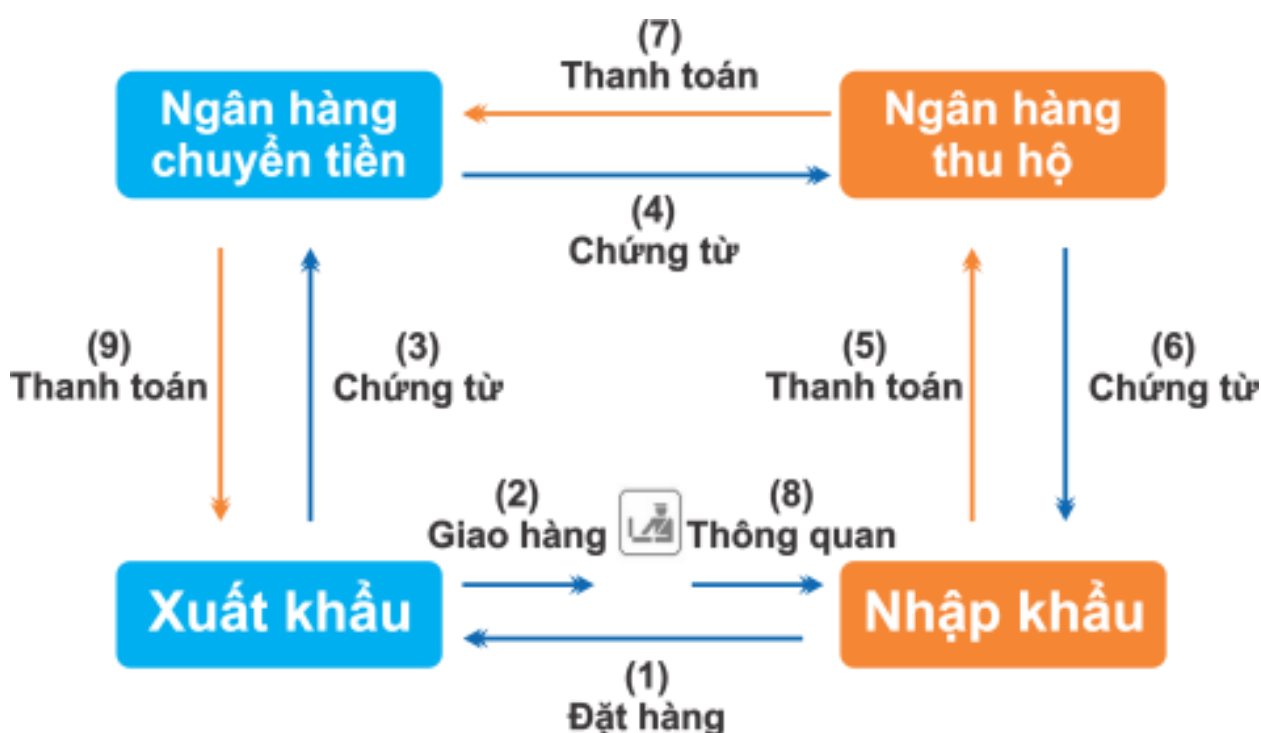 (7)
Thanh toán
Ngân hàng
chuyển tiền
Ngân hàng
thu hộ
(4)
Chứng từ
(9)
Thanh toán
(3)
Chứng từ
(5)
Thanh toán
(6)
Chứng từ
(2)
Giao hàng
(8)
Thông quan
Xuất khẩu
Nhập khẩu
(1)
Đặt hàng